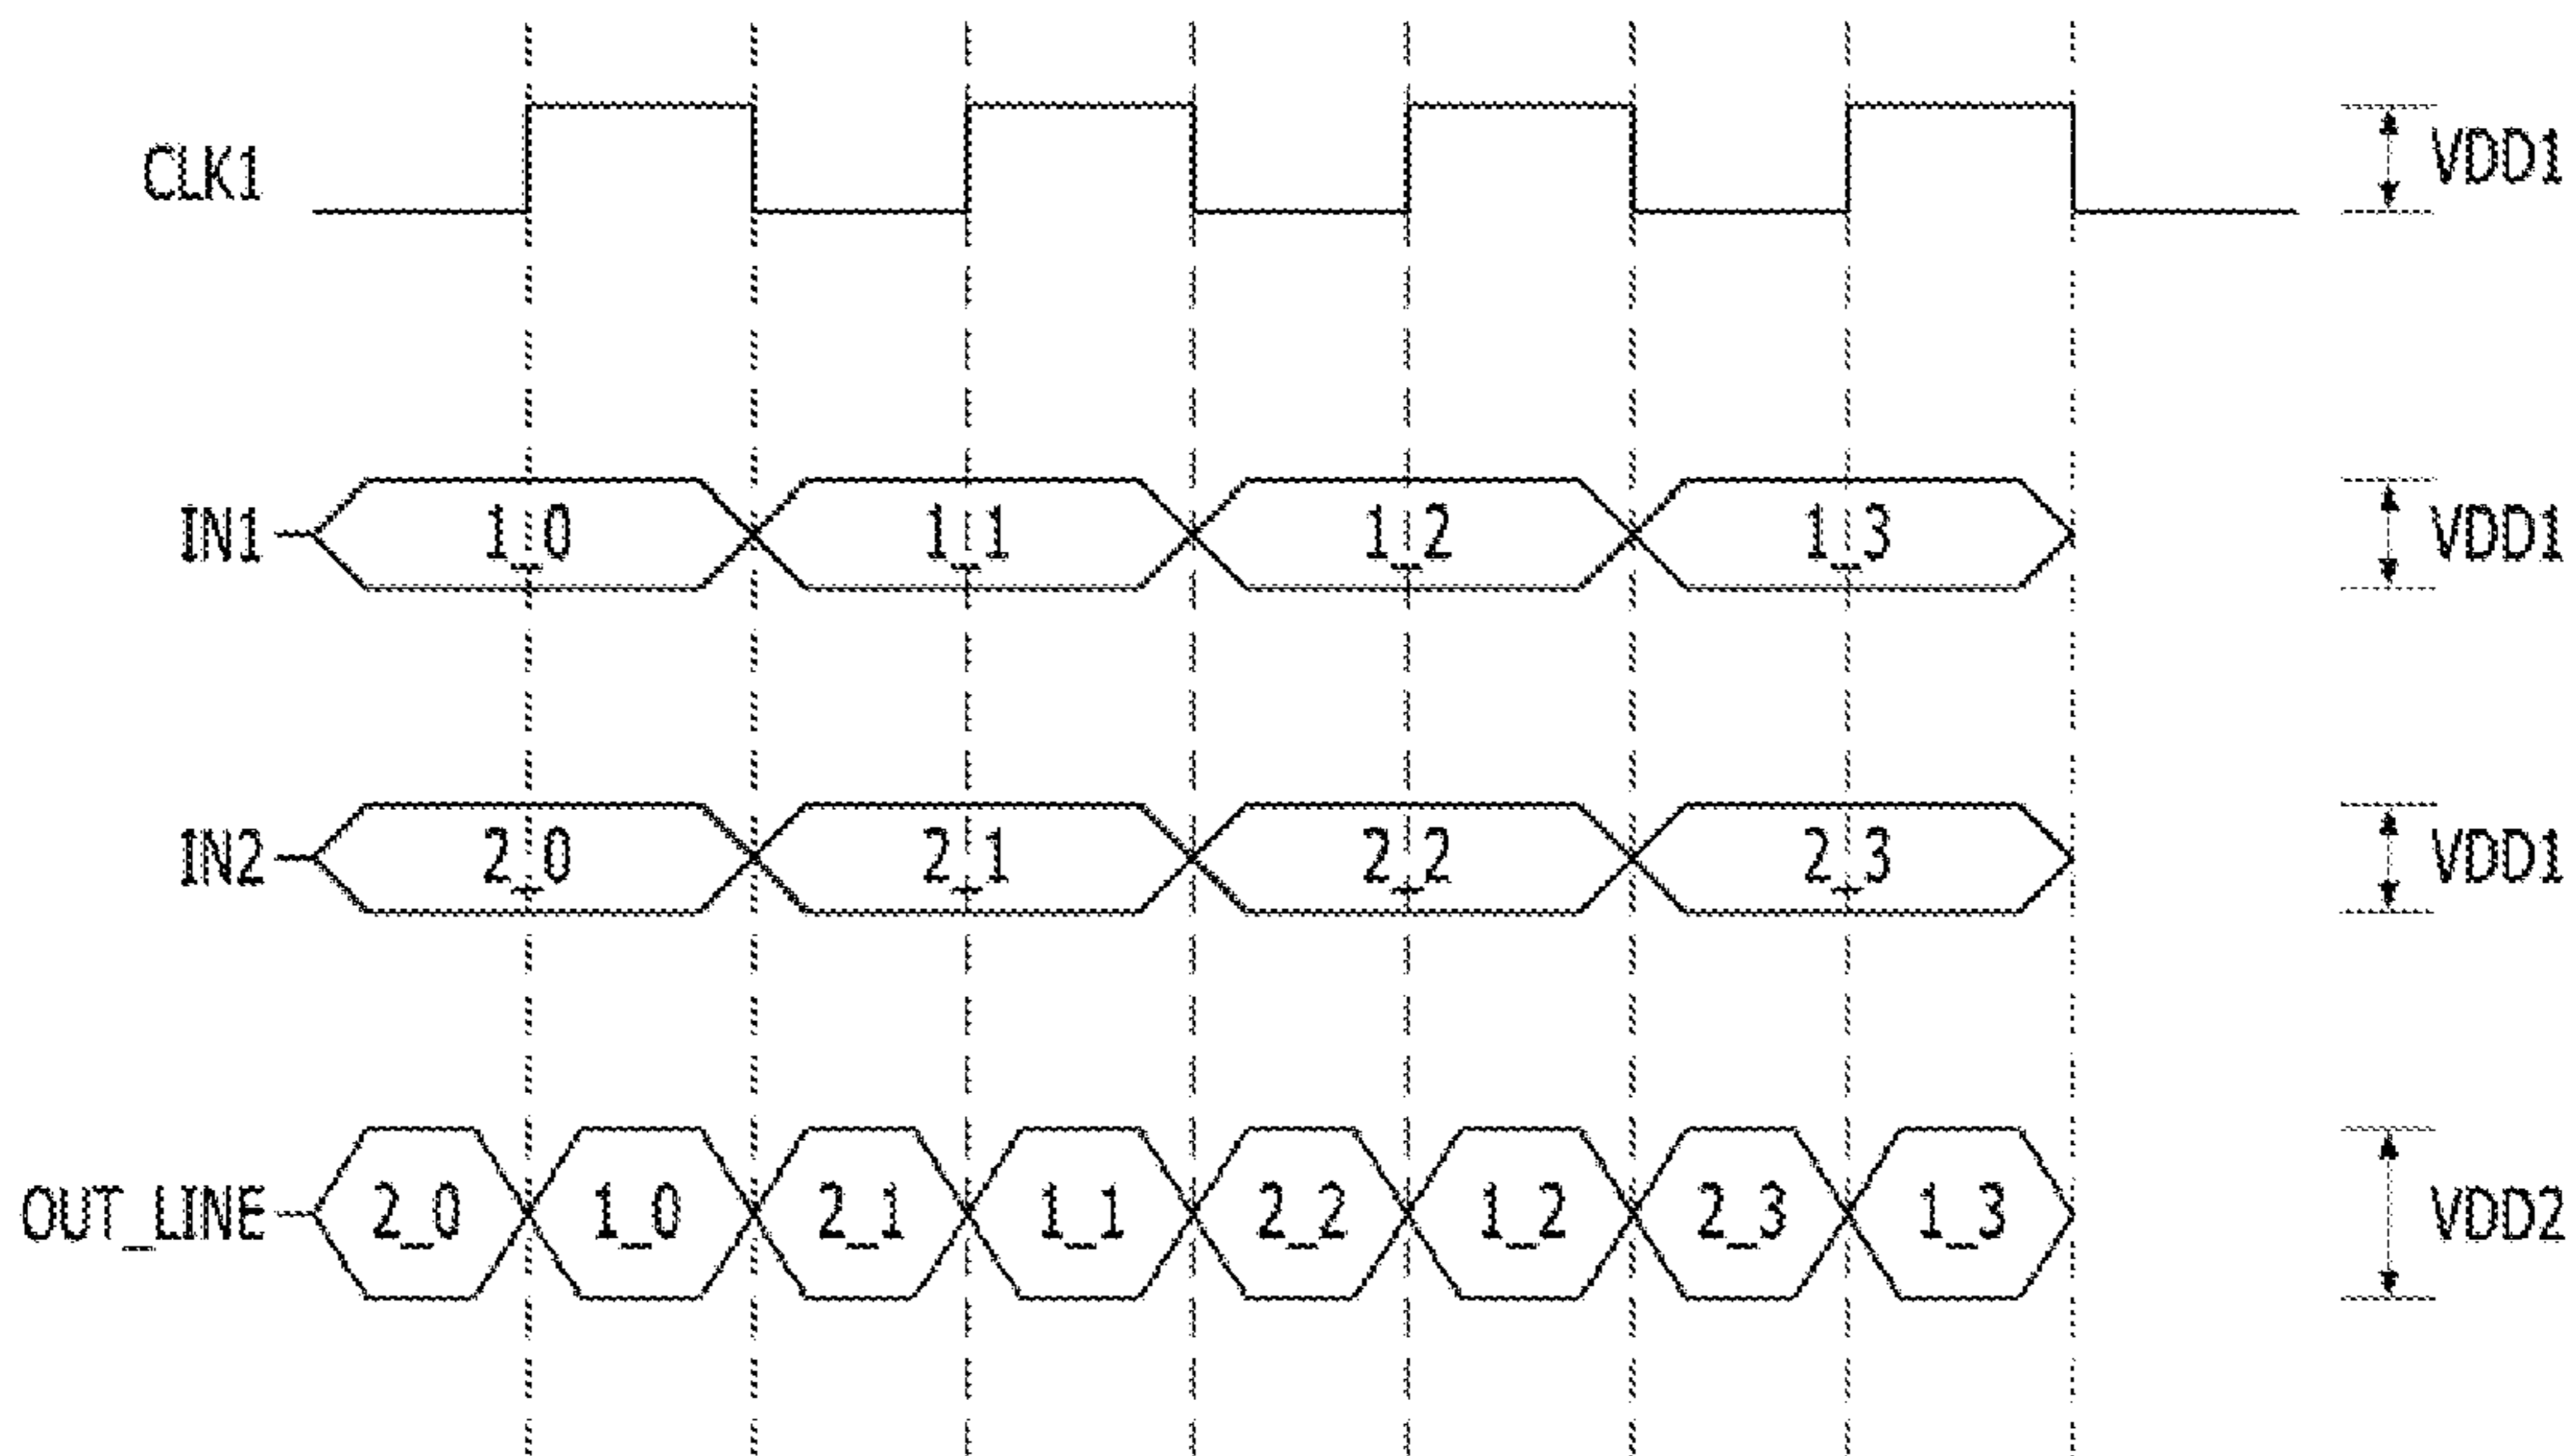 CLK1 VDD1
IN1 1_0 1_1 1_2 1_3 VDD1
IN2 2_0 2_1 2_2 2_3 VDD1
OUT_LINE 2_0 1_0 2_1 1_1 2_2 1_2 2_3 1_3 VDD2